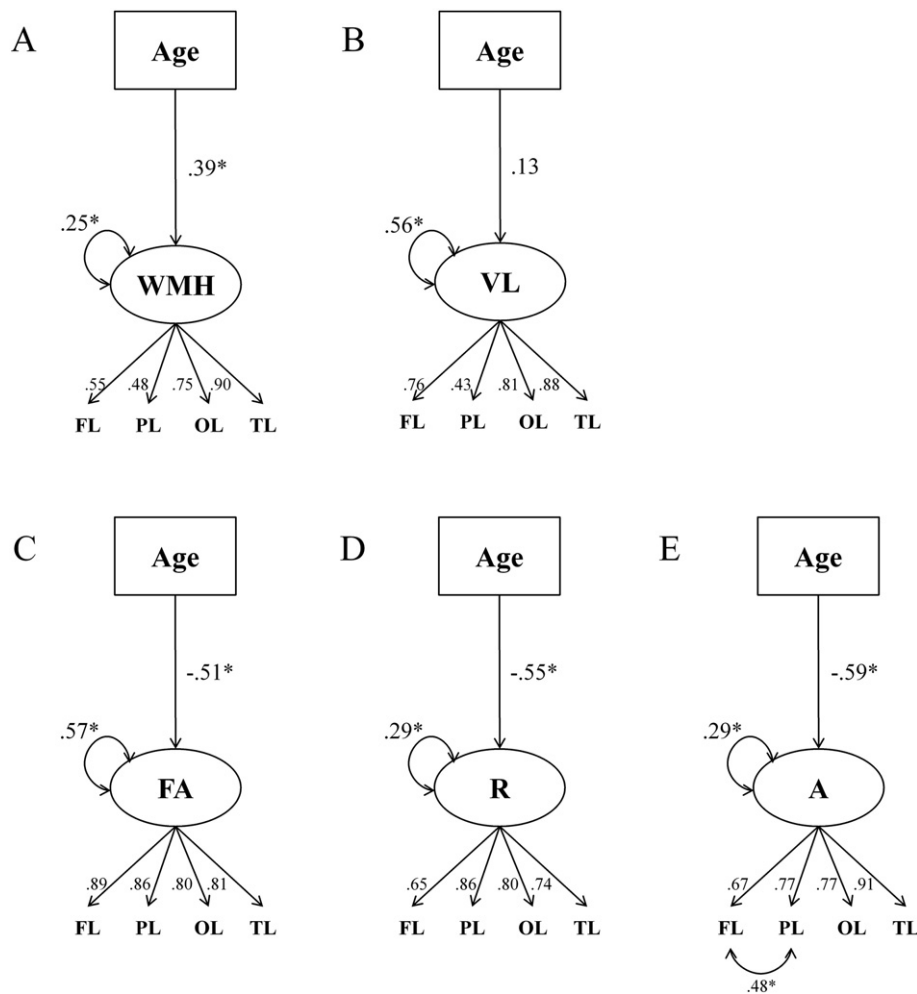 A
Age
.39*
.25*
WMH
.55 .48 .75 .90
FL PL OL TL
B
Age
.13
.56*
VL
.76 .43 .81 .88
FL PL OL TL
C
Age
-.51*
.57*
FA
.89 .86 .80 .81
FL PL OL TL
D
Age
-.55*
.29*
R
.65 .86 .80 .74
FL PL OL TL
E
Age
-.59*
.29*
A
.67 .77 .77 .91
FL PL OL TL
.48*